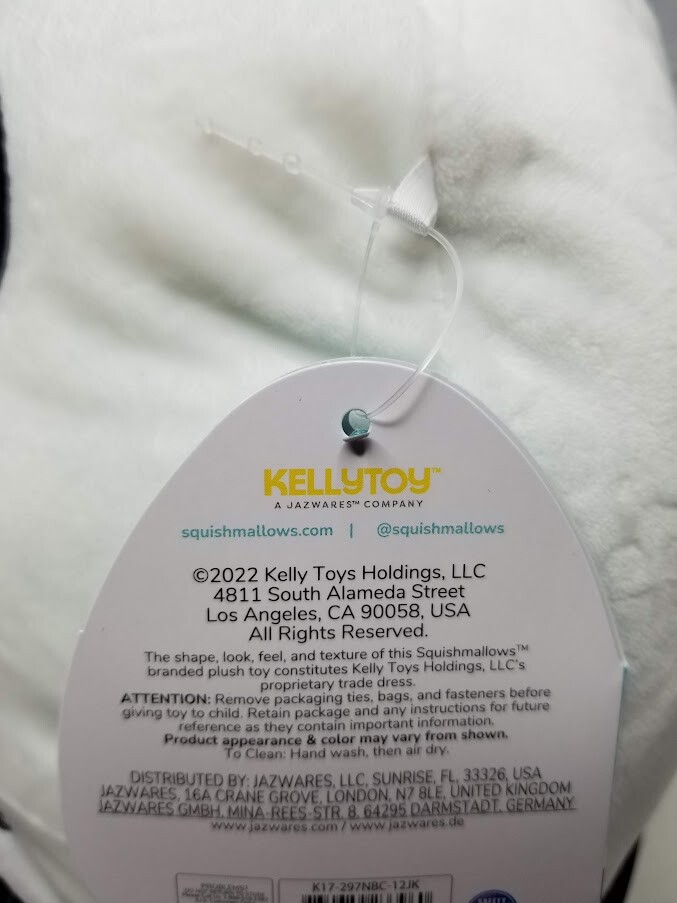 KELLYTOY™
A JAZWARES™ COMPANY
squishmallows.com | @squishmallows
©2022 Kelly Toys Holdings, LLC
4811 South Alameda Street
Los Angeles, CA 90058, USA
All Rights Reserved.
The shape, look, feel, and texture of this Squishmallows™
branded plush toy constitutes Kelly Toys Holdings, LLC's
proprietary trade dress.
ATTENTION: Remove packaging ties, bags, and fasteners before
giving toy to child. Retain package and any instructions for future
reference as they contain important information.
Product appearance & color may vary from shown.
To Clean: Hand wash, then air dry.
DISTRIBUTED BY: JAZWARES, LLC, SUNRISE, FL, 33326, USA
JAZWARES, 16A CRANE GROVE, LONDON, N7 8LE, UNITED KINGDOM
JAZWARES GMBH, MINA-REES-STR. 8, 64295 DARMSTADT, GERMANY
www.jazwares.com / www.jazwares.de
PROBLEMS?
K17-297NBC-12JK